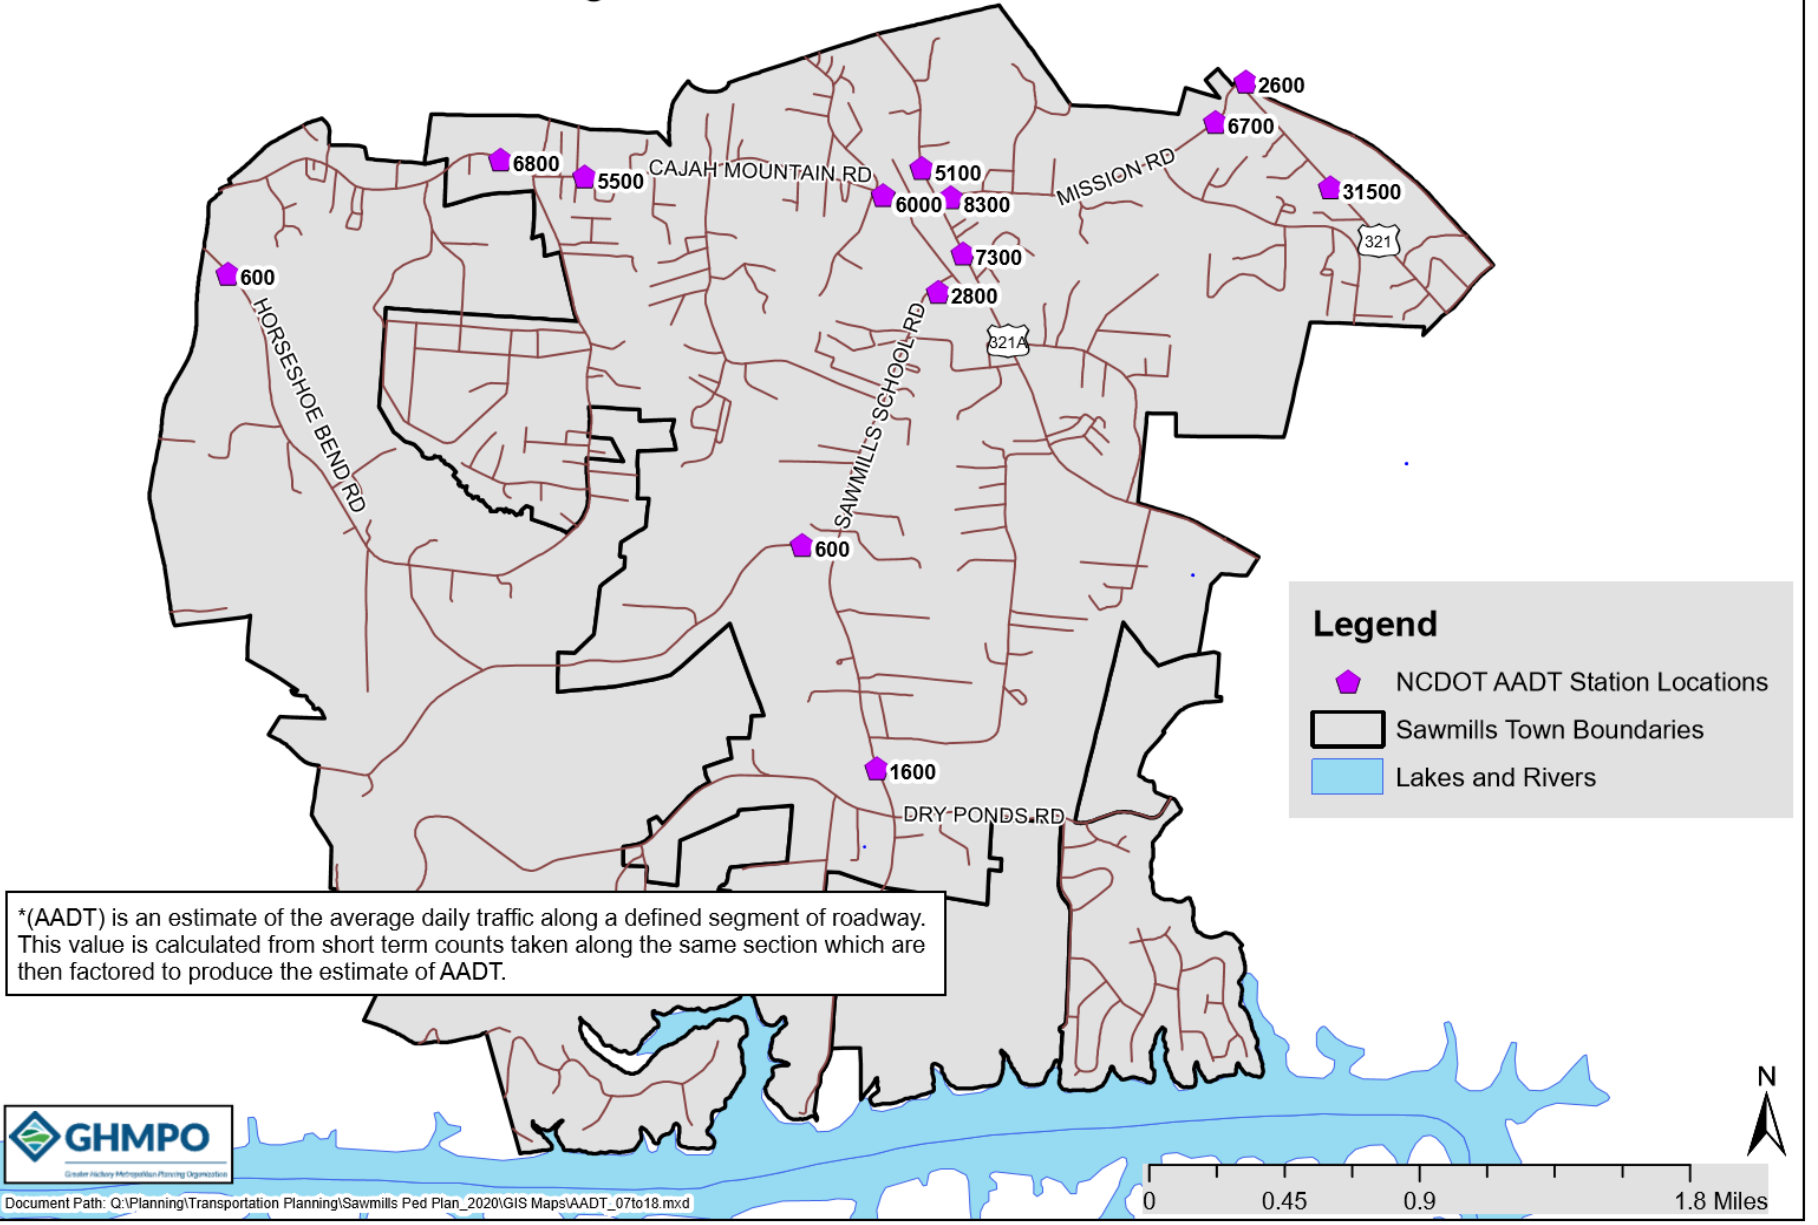 2600
6700
6800
5500
CAJAH MOUNTAIN RD
5100
MISSION RD
31500
6000
8300
321
7300
600
2800
HORSESHOE BEND RD
321A
SAWMILLS SCHOOL RD
600
Legend
NCDOT AADT Station Locations
Sawmills Town Boundaries
Lakes and Rivers
1600
DRY PONDS RD
*(AADT) is an estimate of the average daily traffic along a defined segment of roadway.
This value is calculated from short term counts taken along the same section which are
then factored to produce the estimate of AADT.
N
GHMPO
Greater Hickory Metropolitan Planning Organization
0 0.45 0.9 1.8 Miles
Document Path: Q:\Planning\Transportation Planning\Sawmills Ped Plan_2020\GIS Maps\AADT_07to18.mxd